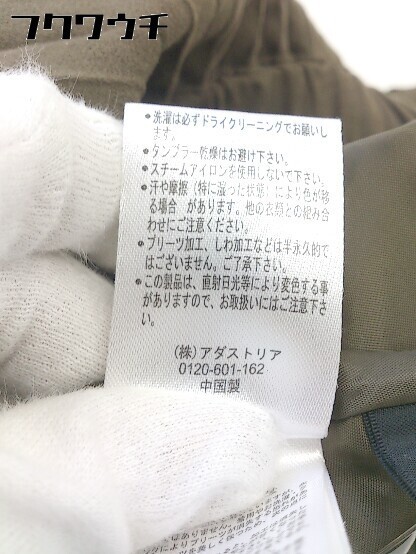 フクワウチ
●洗濯は必ずドライクリーニングでお願いし
ます。
●タンブラー乾燥はお避け下さい。
●スチームアイロンを使用しないで下さい。
●汗や摩擦（特に湿った状態）により色が移
る場合 があります。他の衣類との組み合
わせにご注意ください。
●プリーツ加工、しわ加工などは半永久的で
はございません。ご了承下さい。
●この製品は、直射日光等により変色する事
がありますので、お取扱いにはご注意下さ
い。
（株）アダストリア
0120-601-162
中国製